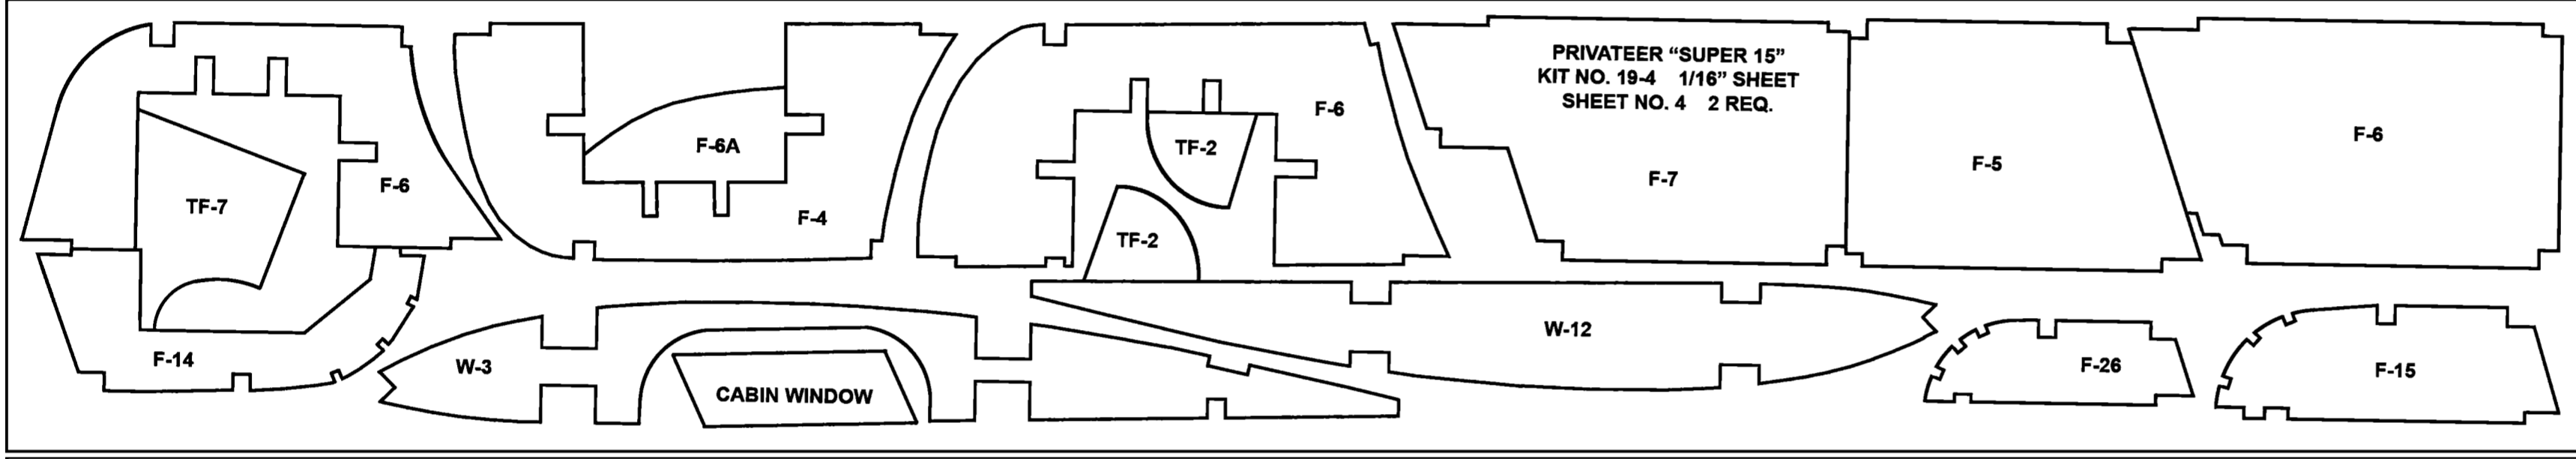 PRIVATEER “SUPER 15”
KIT NO. 19-4 1/16” SHEET
SHEET NO. 4 2 REQ.
F-6
TF-7
F-14
F-6A
F-4
F-6
TF-2
TF-2
F-7
F-5
F-6
W-3
CABIN WINDOW
W-12
F-26
F-15